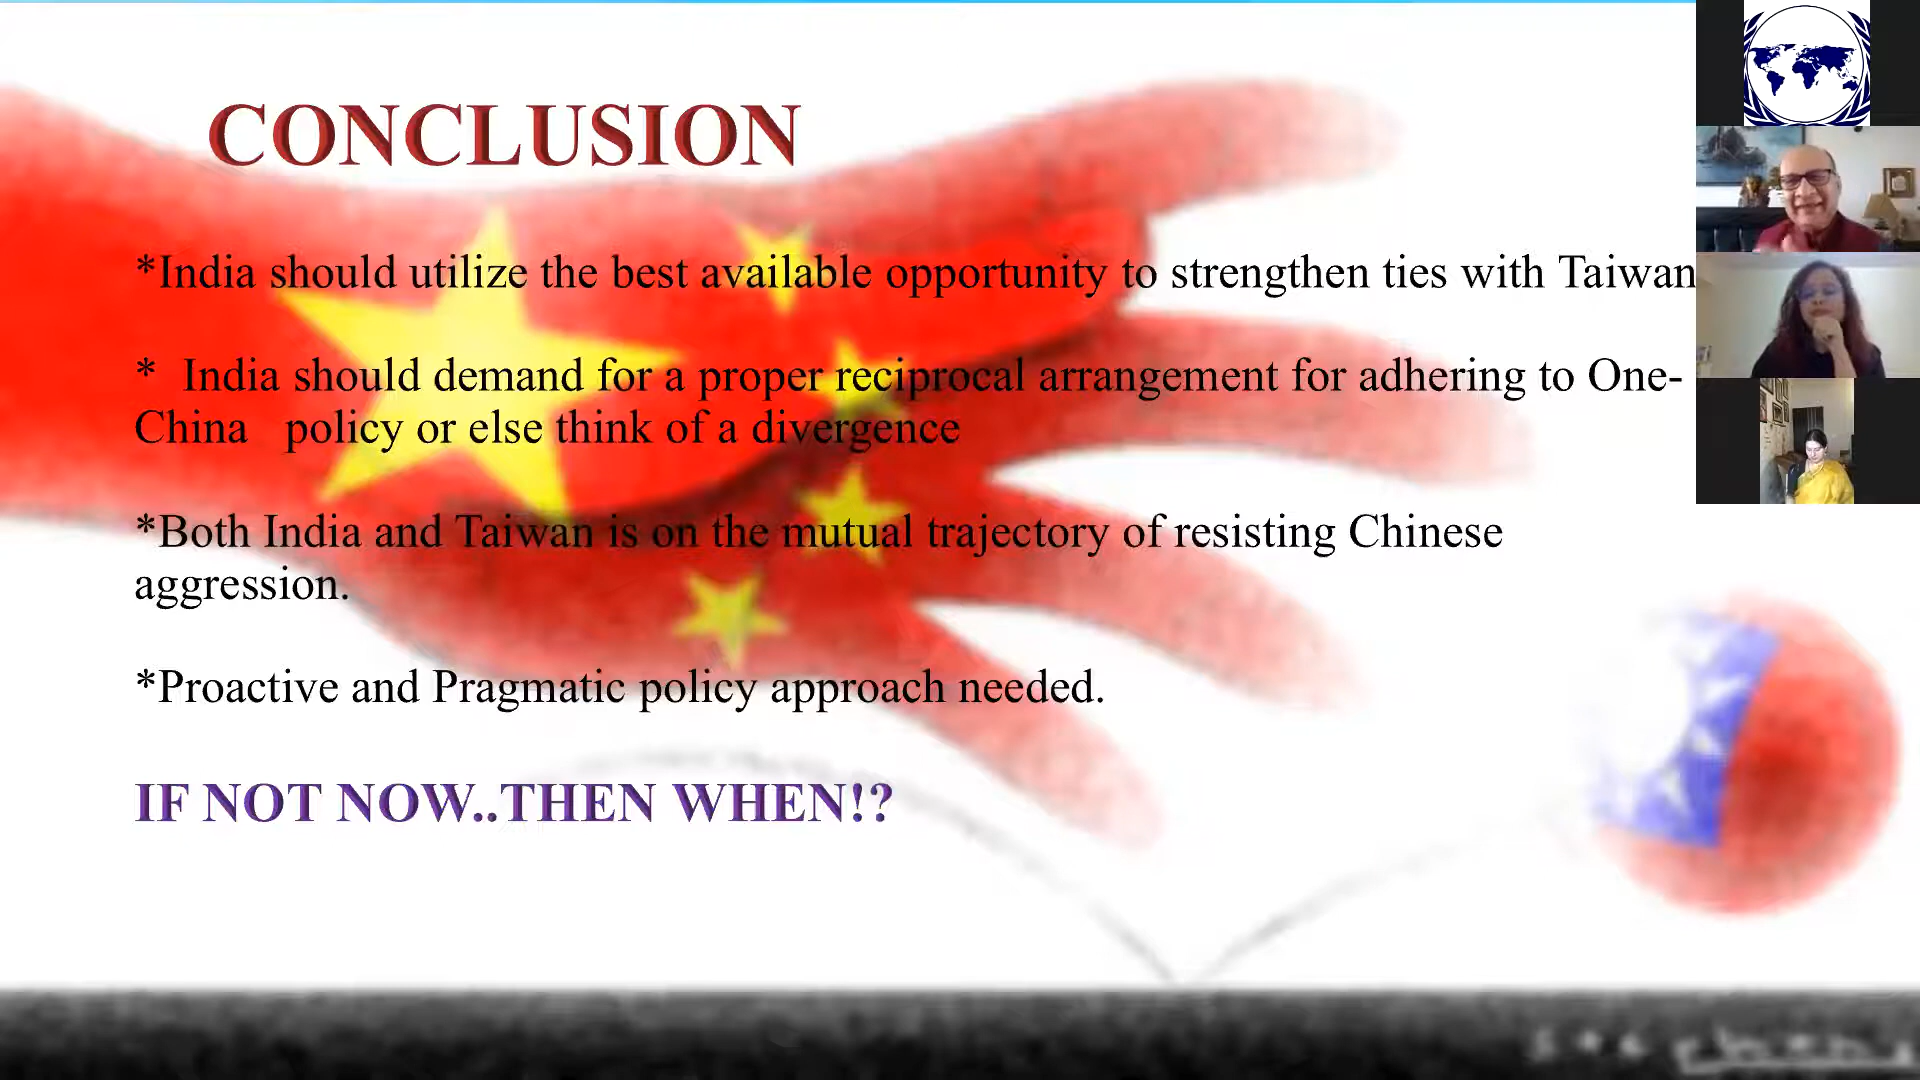 CONCLUSION
*India should utilize the best available opportunity to strengthen ties with Taiwan
* India should demand for a proper reciprocal arrangement for adhering to One-
China policy or else think of a divergence
*Both India and Taiwan is on the mutual trajectory of resisting Chinese
aggression.
*Proactive and Pragmatic policy approach needed.
IF NOT NOW..THEN WHEN!?